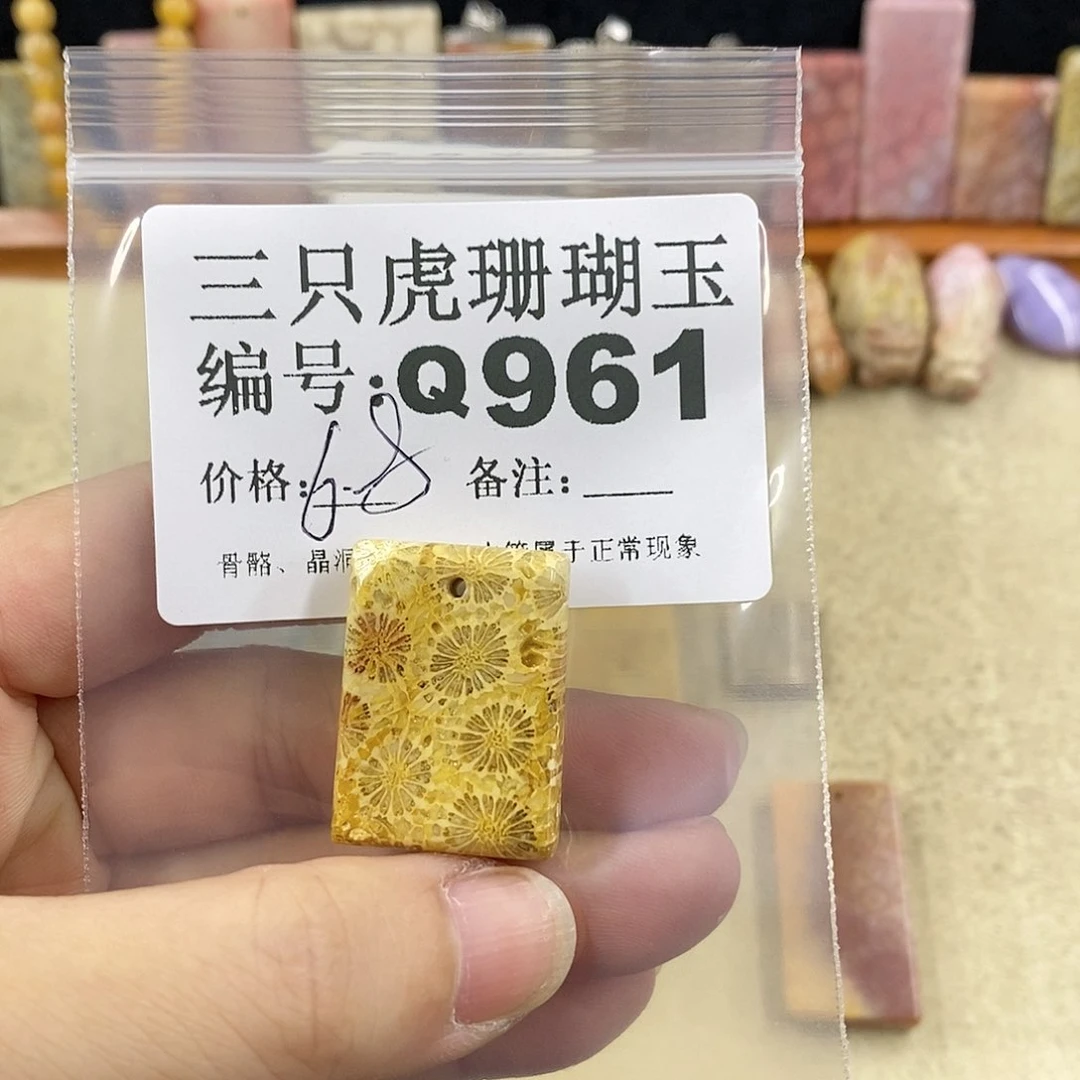 三只虎珊瑚玉
编号:Q961
价格:68 备注:____
骨骼、晶洞 属于正常现象